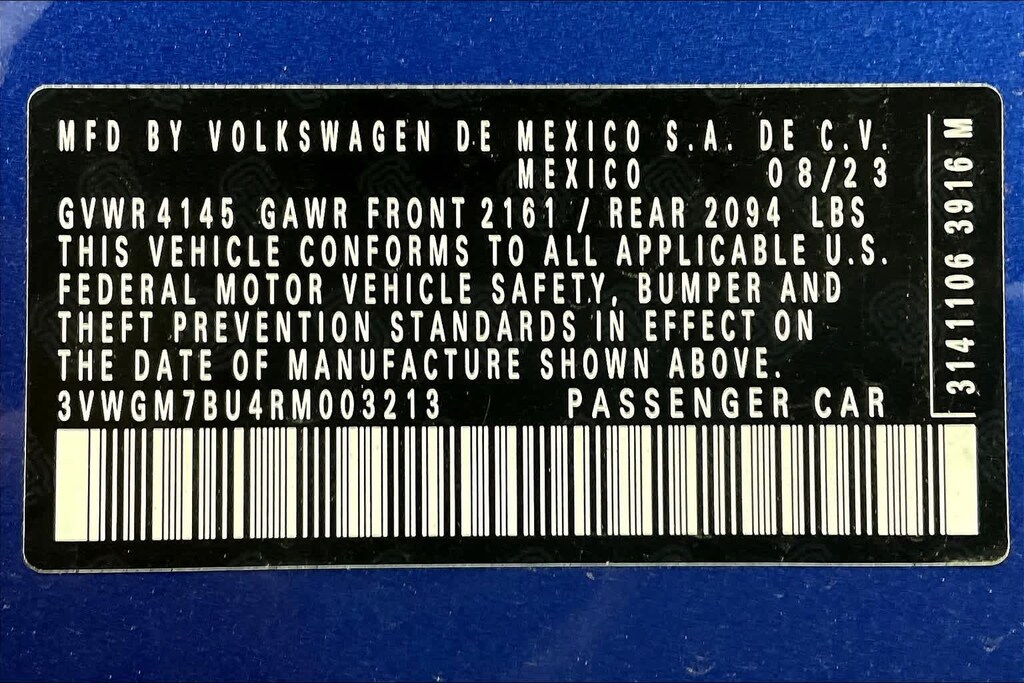 MFD BY VOLKSWAGEN DE MEXICO S.A. DE C.V.
MEXICO 08/23
GVWR 4145 GAWR FRONT 2161 / REAR 2094 LBS
THIS VEHICLE CONFORMS TO ALL APPLICABLE U.S.
FEDERAL MOTOR VEHICLE SAFETY, BUMPER AND
THEFT PREVENTION STANDARDS IN EFFECT ON
THE DATE OF MANUFACTURE SHOWN ABOVE.
3VWGM7BU4RM003213 PASSENGER CAR
3141106 3916 M